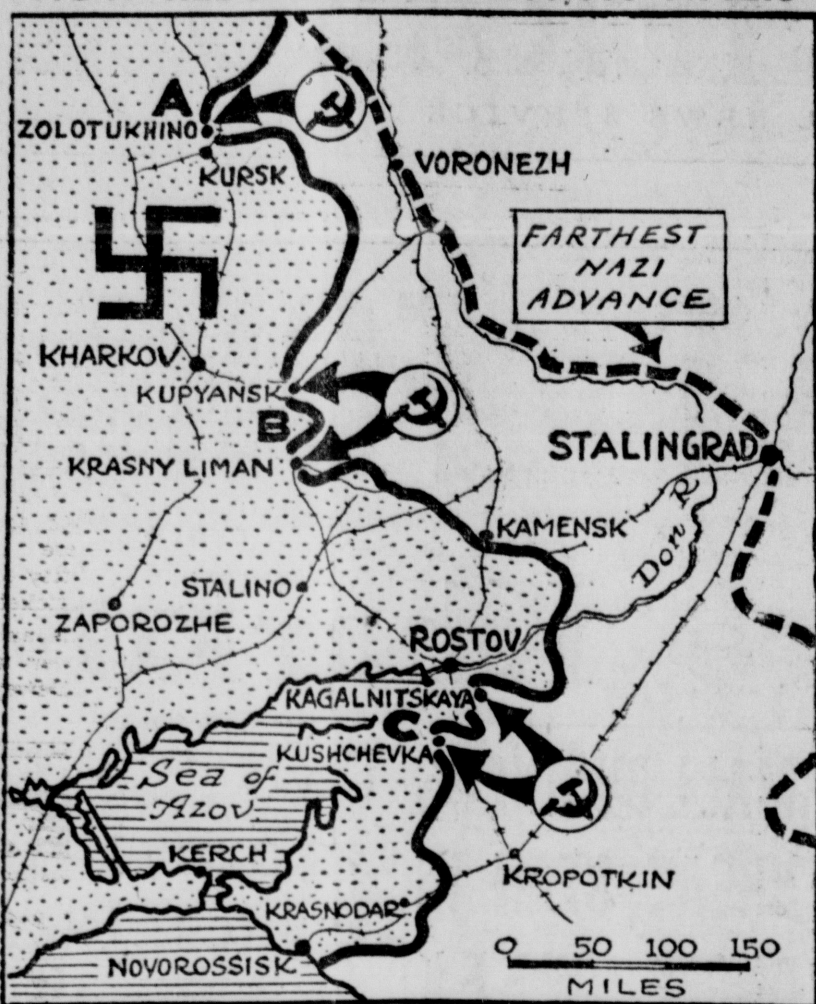 A
ZOLOTUKHINO
KURSK
VORONEZH
FARTHEST
NAZI
ADVANCE
KHARKOV
KUPYANSK
B
KRASNY LIMAN
STALINGRAD
KAMENSK
Don R
STALINO
ZAPOROZHE
ROSTOV
KAGALNITSKAYA
C
KUSHCHEVKA
Sea of
Azov
KERCH
KROPOTKIN
KRASNODAR
NOVOROSSISK
0 50 100 150
MILES